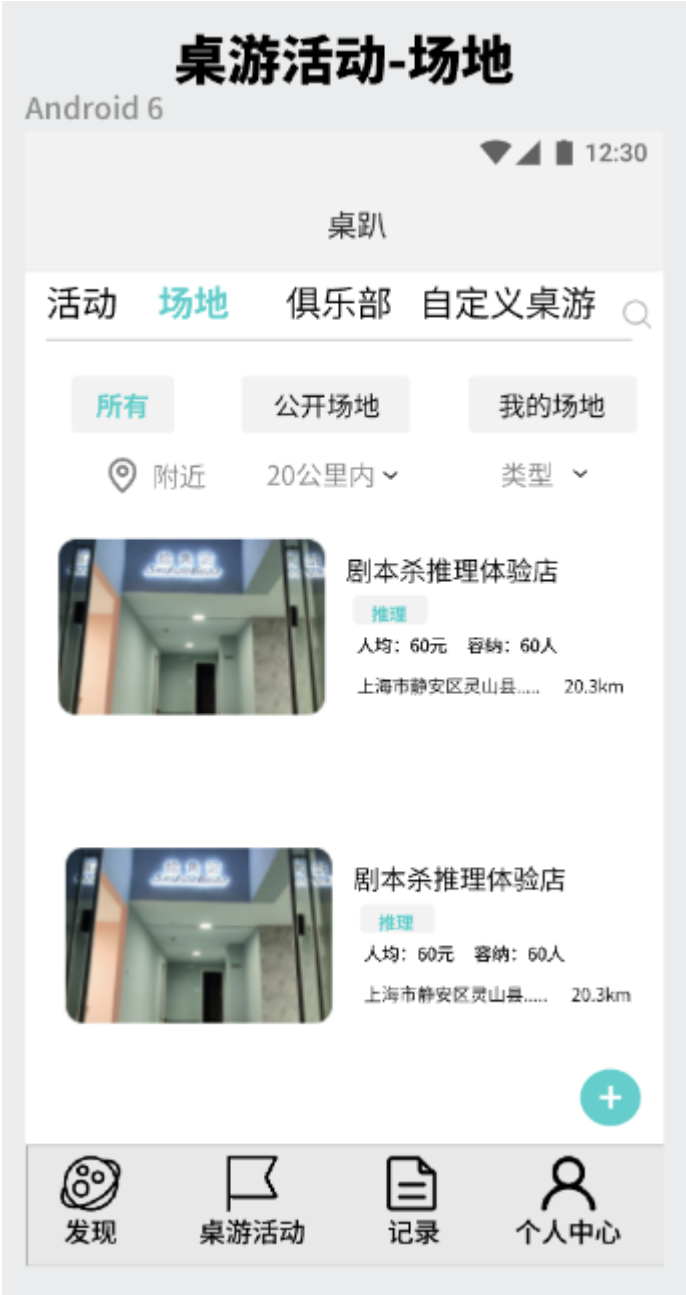 桌游活动-场地
Android 6
12:30
桌趴
活动 场地 俱乐部 自定义桌游
所有 公开场地 我的场地
附近 20公里内 类型
剧本杀推理体验店
推理
人均：60元 容纳：60人
上海市静安区灵山县..... 20.3km
剧本杀推理体验店
推理
人均：60元 容纳：60人
上海市静安区灵山县..... 20.3km
发现 桌游活动 记录 个人中心